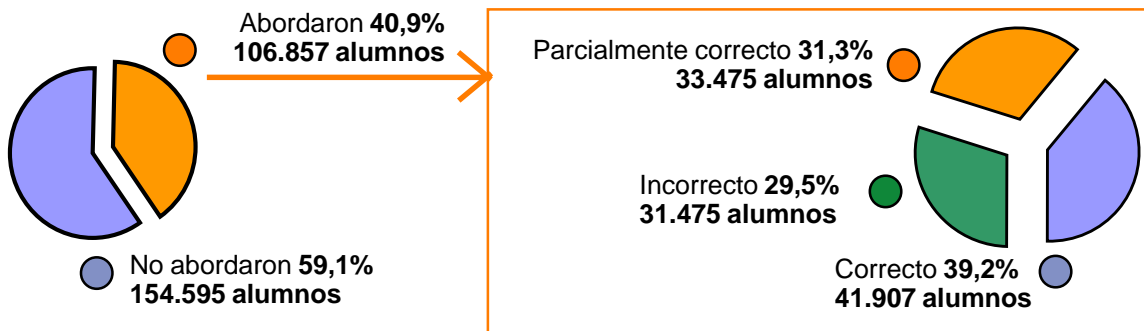 Abordaron 40,9%
106.857 alumnos
No abordaron 59,1%
154.595 alumnos
Parcialmente correcto 31,3%
33.475 alumnos
Incorrecto 29,5%
31.475 alumnos
Correcto 39,2%
41.907 alumnos